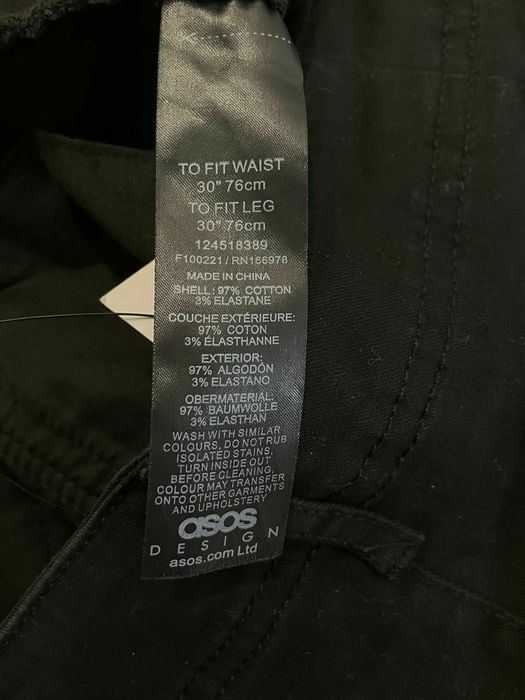 TO FIT WAIST
30" 76cm
TO FIT LEG
30" 76cm
124518389
F100221 / RN166978
MADE IN CHINA
SHELL: 97% COTTON
3% ELASTANE
COUCHE EXTÉRIEURE:
97% COTON
3% ÉLASTHANNE
EXTERIOR:
97% ALGODÓN
3% ELASTANO
OBERMATERIAL:
97% BAUMWOLLE
3% ELASTHAN
WASH WITH SIMILAR
COLOURS, DO NOT RUB
ISOLATED STAINS,
TURN INSIDE OUT
BEFORE CLEANING,
COLOUR MAY TRANSFER
ONTO OTHER GARMENTS
AND UPHOLSTERY
asos
DESIGN
asos.com Ltd